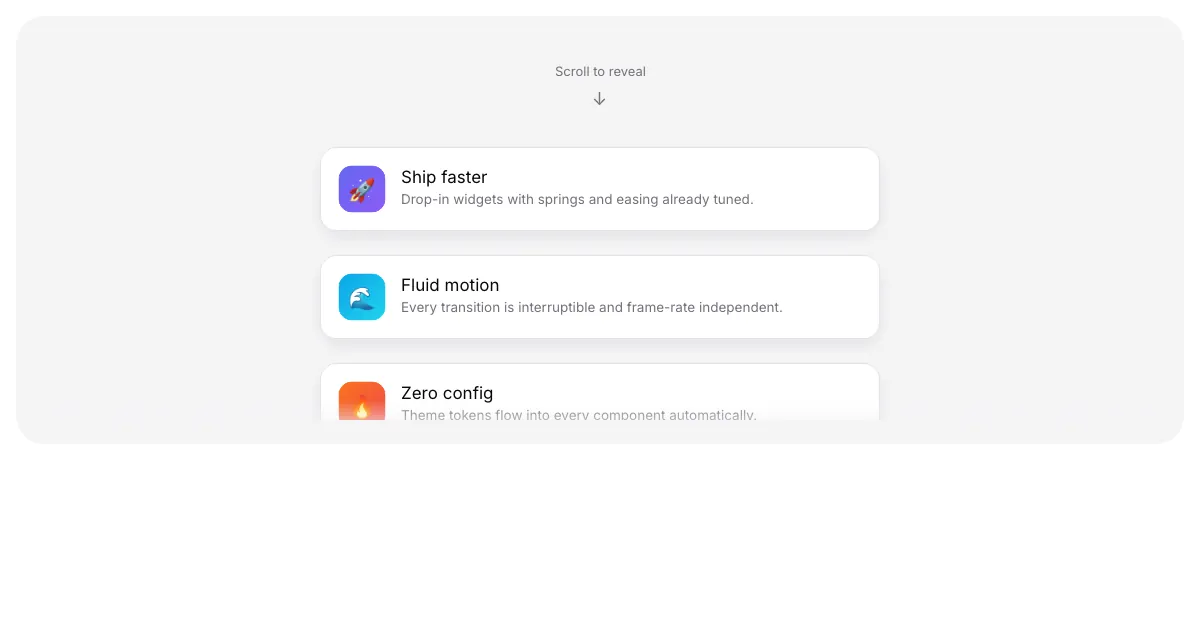 Scroll to reveal
Ship faster
Drop-in widgets with springs and easing already tuned.
Fluid motion
Every transition is interruptible and frame-rate independent.
Zero config
Theme tokens flow into every component automatically.